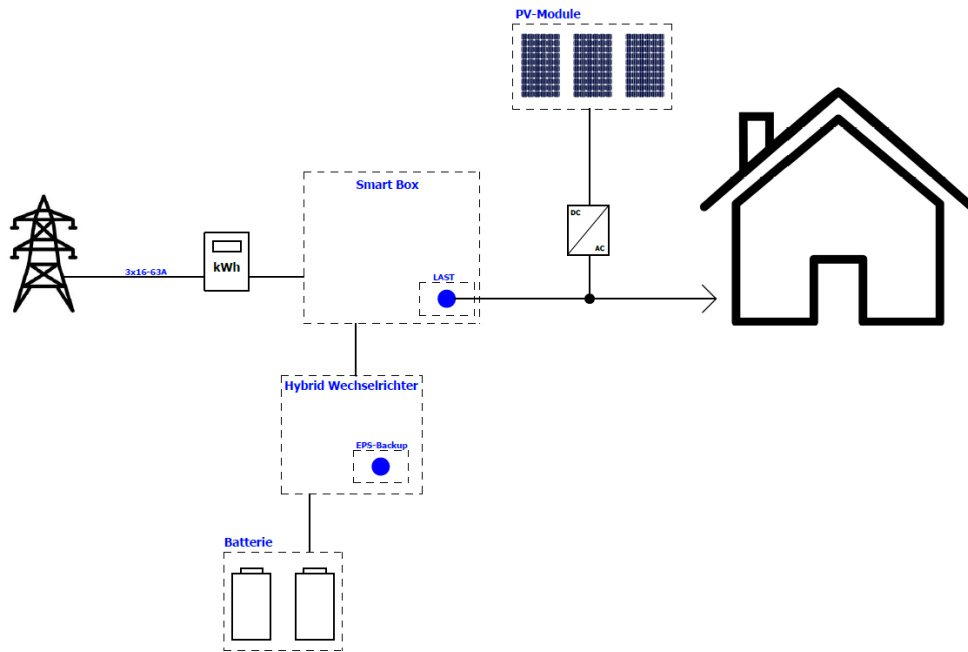 PV-Module
Smart Box
DC
AC
kWh
3x16-63A
LAST
Hybrid Wechselrichter
EPS-Backup
Batterie